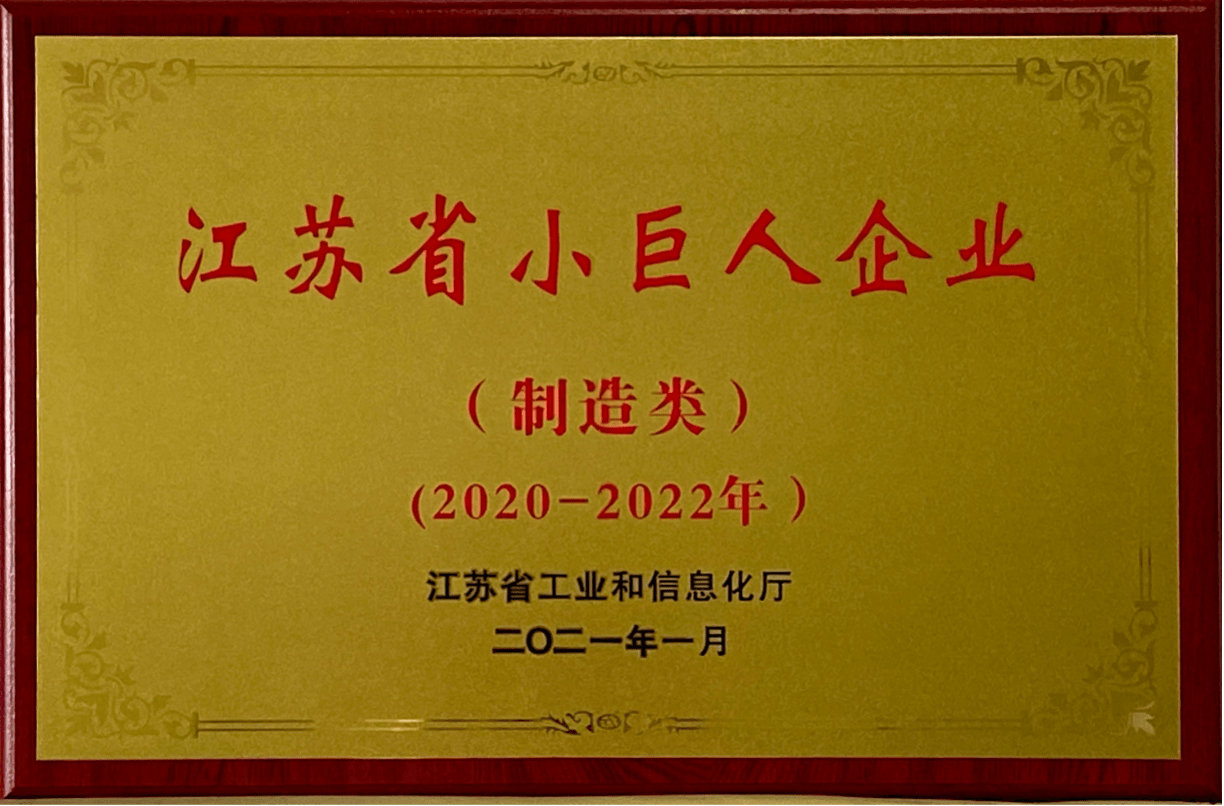 江苏省小巨人企业
（制造类）
(2020-2022年）
江苏省工业和信息化厅
二〇二一年一月